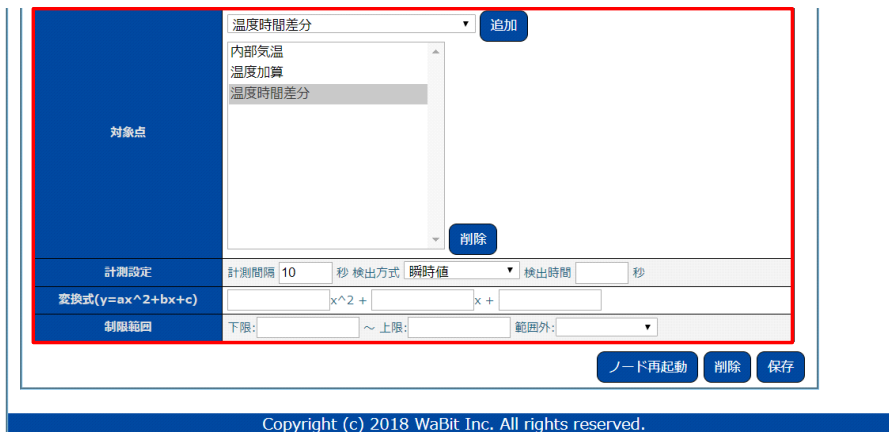 温度時間差分 追加
内部気温
温度加算
温度時間差分
対象点
削除
計測設定 計測間隔 10 秒 検出方式 瞬時値 検出時間 秒
変換式(y=ax^2+bx+c) x^2 + x +
制限範囲 下限: ～ 上限: 範囲外:
ノード再起動 削除 保存
Copyright (c) 2018 WaBit Inc. All rights reserved.